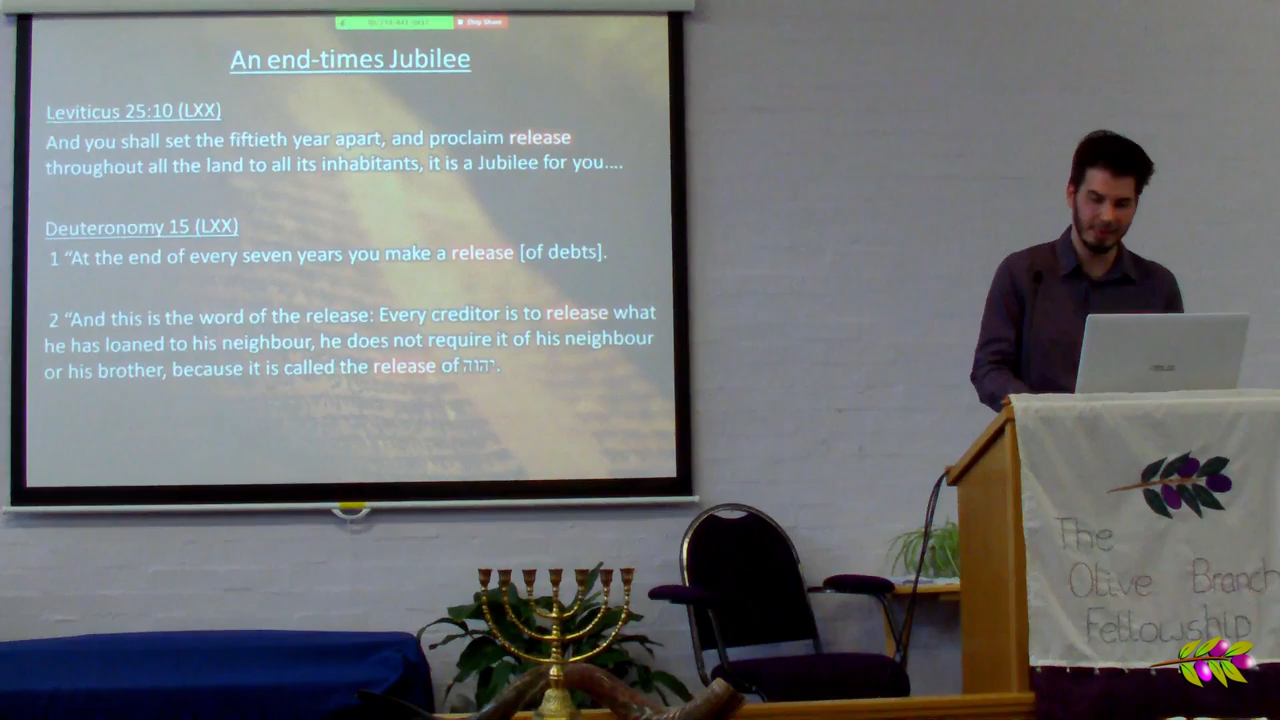 Stop Share
An end-times Jubilee
Leviticus 25:10 (LXX)
And you shall set the fiftieth year apart, and proclaim release
throughout all the land to all its inhabitants, it is a Jubilee for you....
Deuteronomy 15 (LXX)
1 “At the end of every seven years you make a release [of debts].
2 “And this is the word of the release: Every creditor is to release what
he has loaned to his neighbour, he does not require it of his neighbour
or his brother, because it is called the release of יהוה.
ASUS
The
Olive Branch
Fellowship